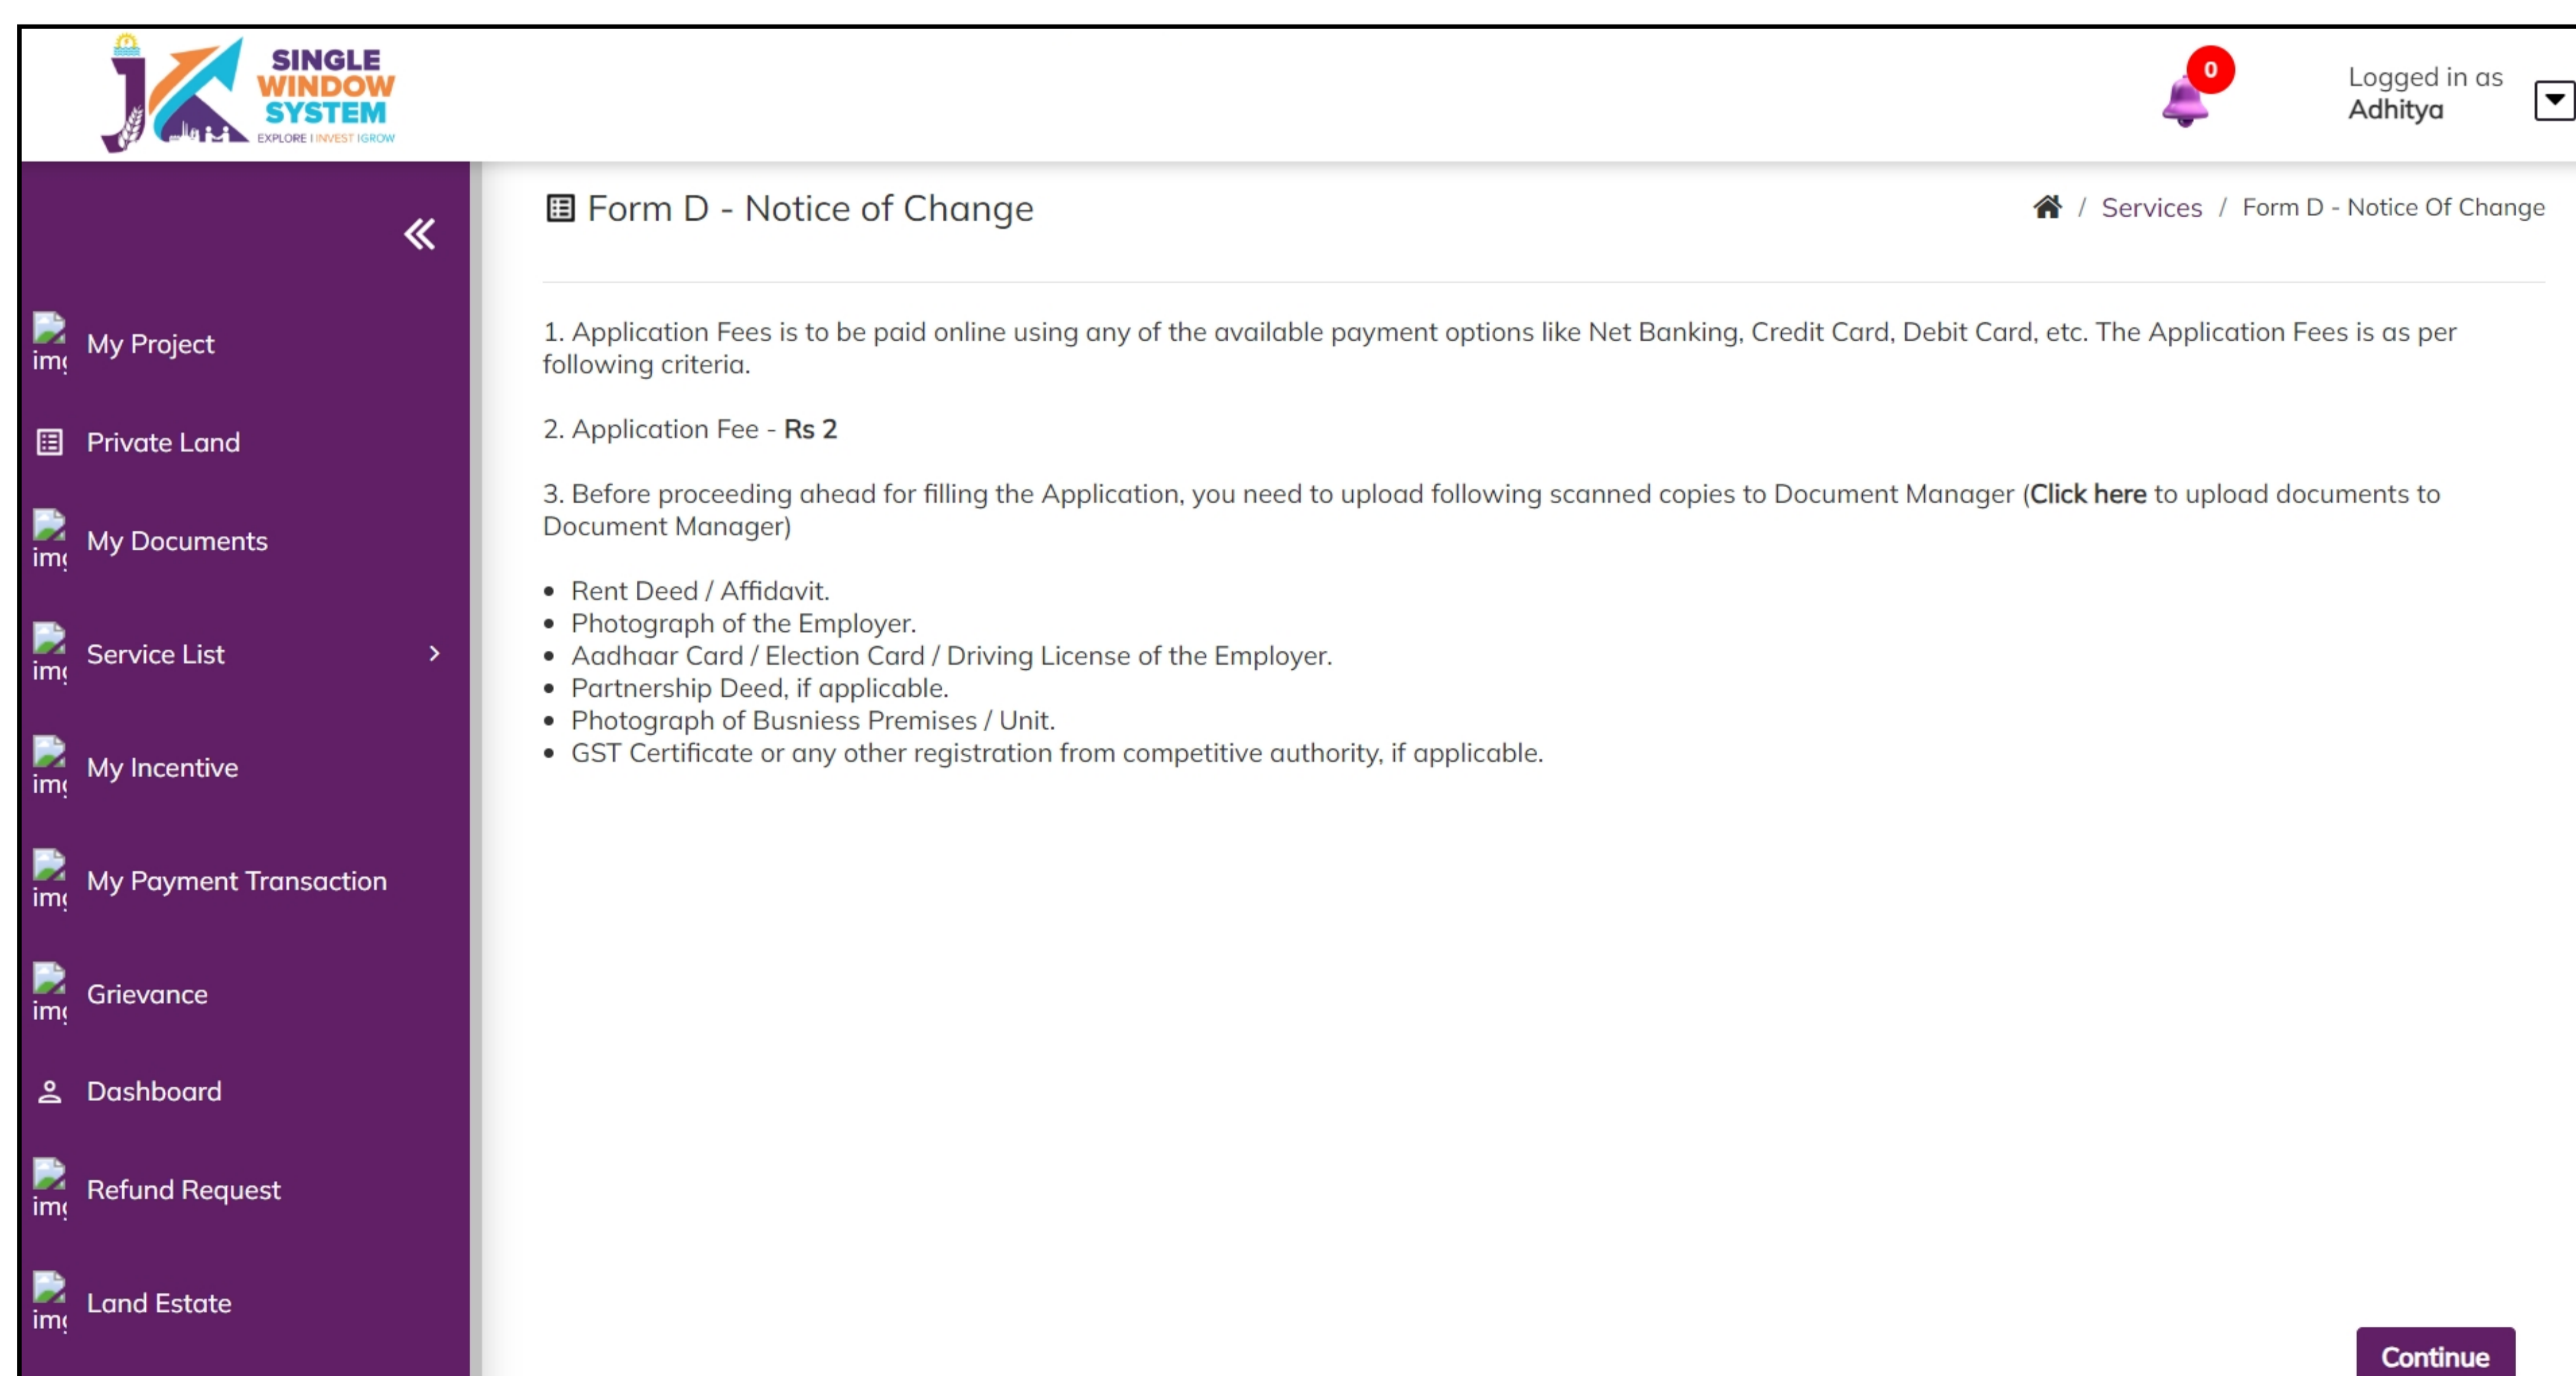 SINGLE
WINDOW
SYSTEM
EXPLORE I INVEST I GROW
0
Logged in as
Adhitya
Form D - Notice of Change
/ Services / Form D - Notice Of Change
My Project
Private Land
My Documents
Service List
My Incentive
My Payment Transaction
Grievance
Dashboard
Refund Request
Land Estate
1. Application Fees is to be paid online using any of the available payment options like Net Banking, Credit Card, Debit Card, etc. The Application Fees is as per
following criteria.
2. Application Fee - Rs 2
3. Before proceeding ahead for filling the Application, you need to upload following scanned copies to Document Manager (Click here to upload documents to
Document Manager)
• Rent Deed / Affidavit.
• Photograph of the Employer.
• Aadhaar Card / Election Card / Driving License of the Employer.
• Partnership Deed, if applicable.
• Photograph of Busniess Premises / Unit.
• GST Certificate or any other registration from competitive authority, if applicable.
Continue